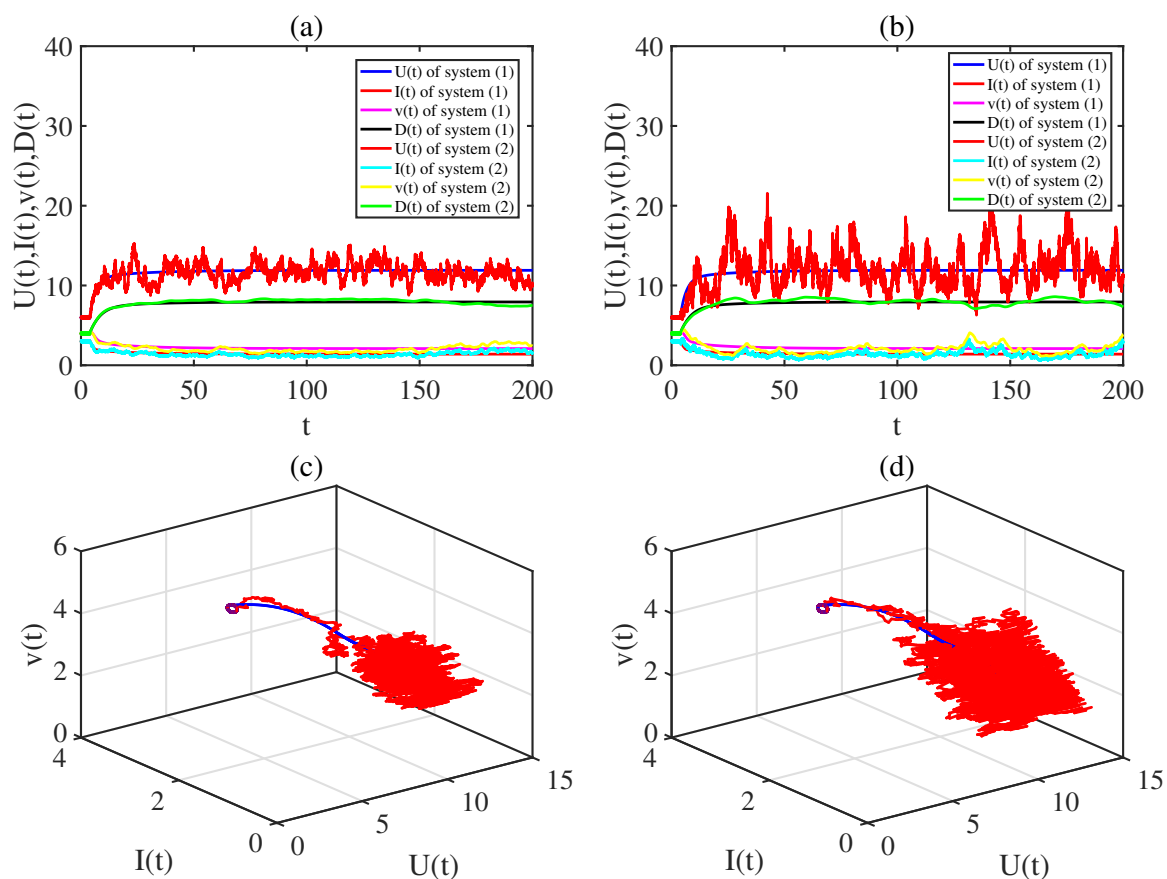 (a)
U(t),I(t),v(t),D(t)
40
30
20
10
0
U(t) of system (1)
I(t) of system (1)
v(t) of system (1)
D(t) of system (1)
U(t) of system (2)
I(t) of system (2)
v(t) of system (2)
D(t) of system (2)
0 50 100 150 200
t
(b)
U(t),I(t),v(t),D(t)
40
30
20
10
0
U(t) of system (1)
I(t) of system (1)
v(t) of system (1)
D(t) of system (1)
U(t) of system (2)
I(t) of system (2)
v(t) of system (2)
D(t) of system (2)
0 50 100 150 200
t
(c)
v(t)
6
4
2
0
4
2
0
I(t)
0
5
10
15
U(t)
(d)
v(t)
6
4
2
0
4
2
0
I(t)
0
5
10
15
U(t)